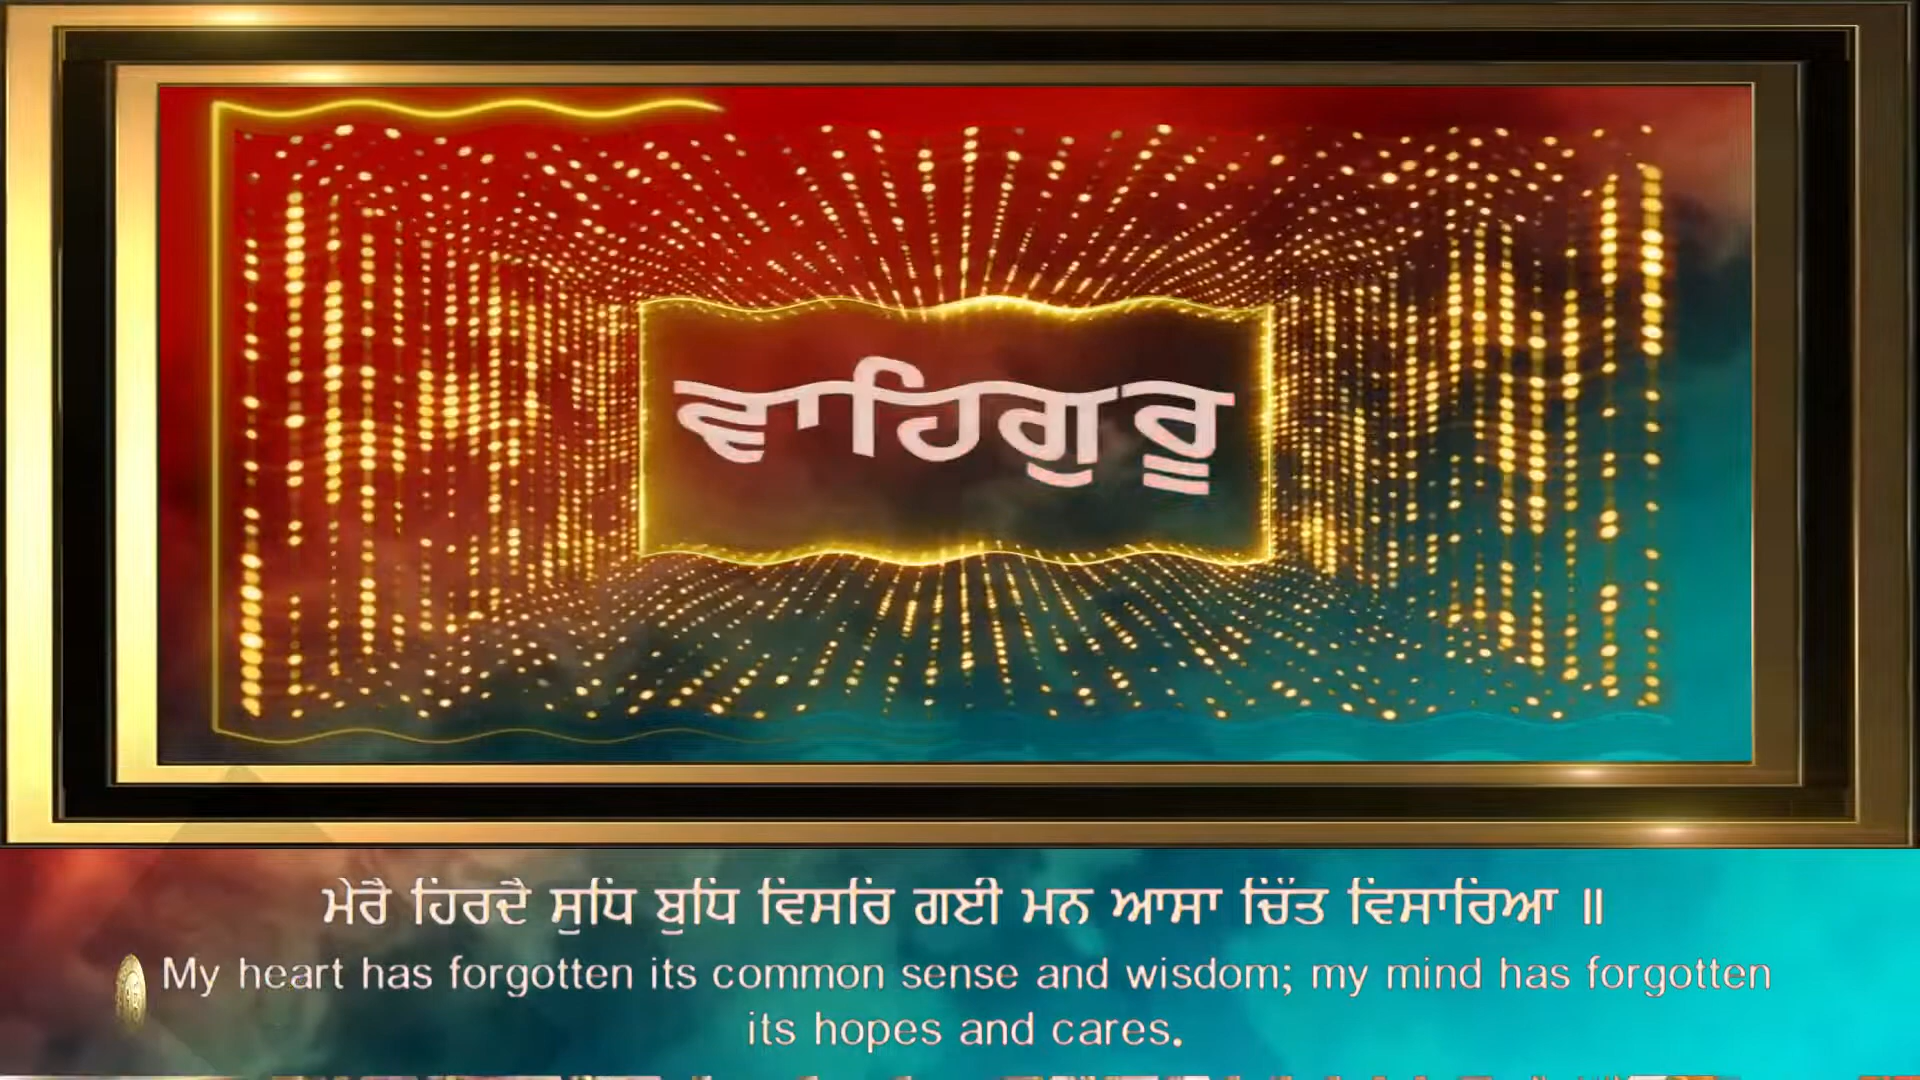 ਵਾਹਿਗੁਰੂ
ਮੇਰੈ ਹਿਰਦੈ ਸੁਧਿ ਬੁਧਿ ਵਿਸਰਿ ਗਈ ਮਨ ਆਸਾ ਚਿੰਤ ਵਿਸਾਰਿਆ ॥
My heart has forgotten its common sense and wisdom; my mind has forgotten
its hopes and cares.